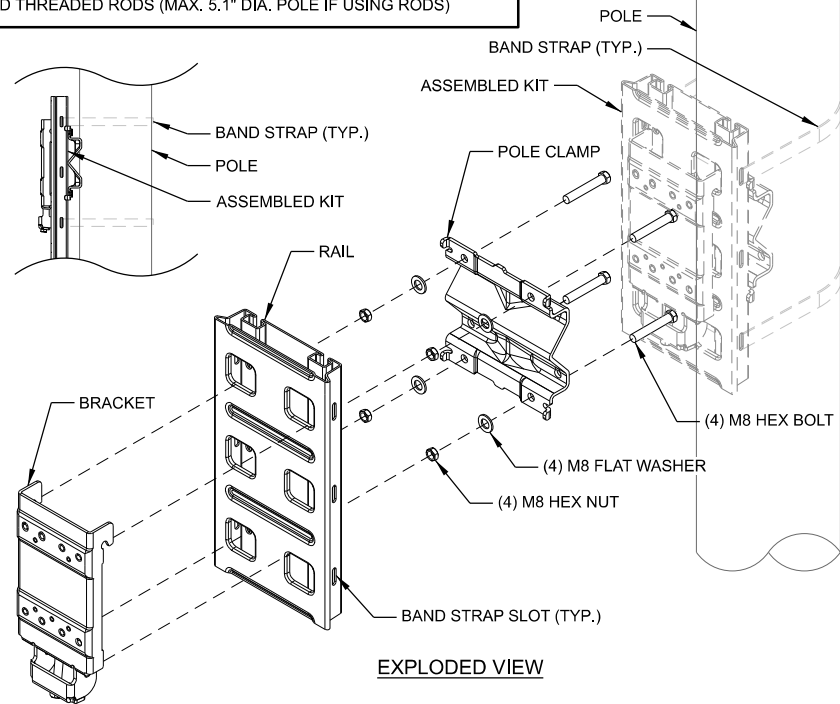 D THREADED RODS (MAX. 5.1" DIA. POLE IF USING RODS)
POLE
BAND STRAP (TYP.)
ASSEMBLED KIT
BAND STRAP (TYP.)
POLE
ASSEMBLED KIT
POLE CLAMP
RAIL
BRACKET
(4) M8 HEX BOLT
(4) M8 FLAT WASHER
(4) M8 HEX NUT
BAND STRAP SLOT (TYP.)
EXPLODED VIEW